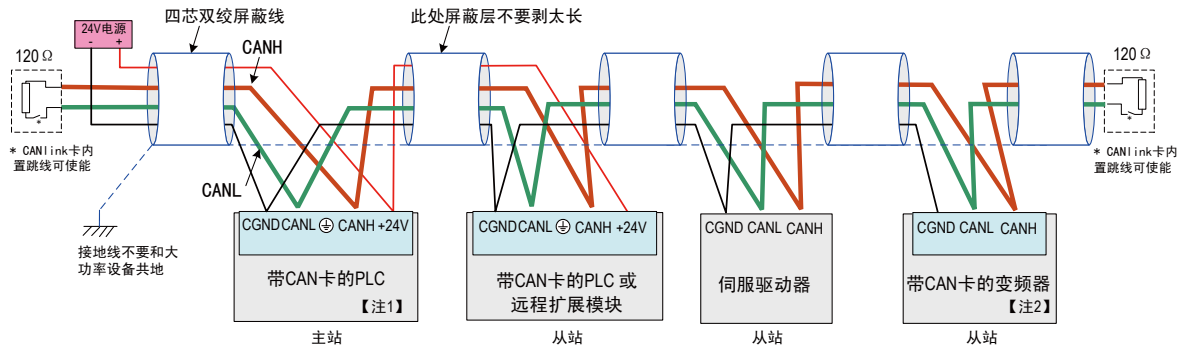 四芯双绞屏蔽线
此处屏蔽层不要剥太长
24V电源
- +
CANH
120Ω
120Ω
*
*
* CANlink卡内
置跳线可使能
* CANlink卡内
置跳线可使能
CANL
接地线不要和大
功率设备共地
CGND CANL CANH +24V
带CAN卡的PLC
【注1】
主站
CGND CANL CANH +24V
带CAN卡的PLC 或
远程扩展模块
从站
CGND CANL CANH
伺服驱动器
从站
CGND CANL CANH
带CAN卡的变频器
【注2】
从站